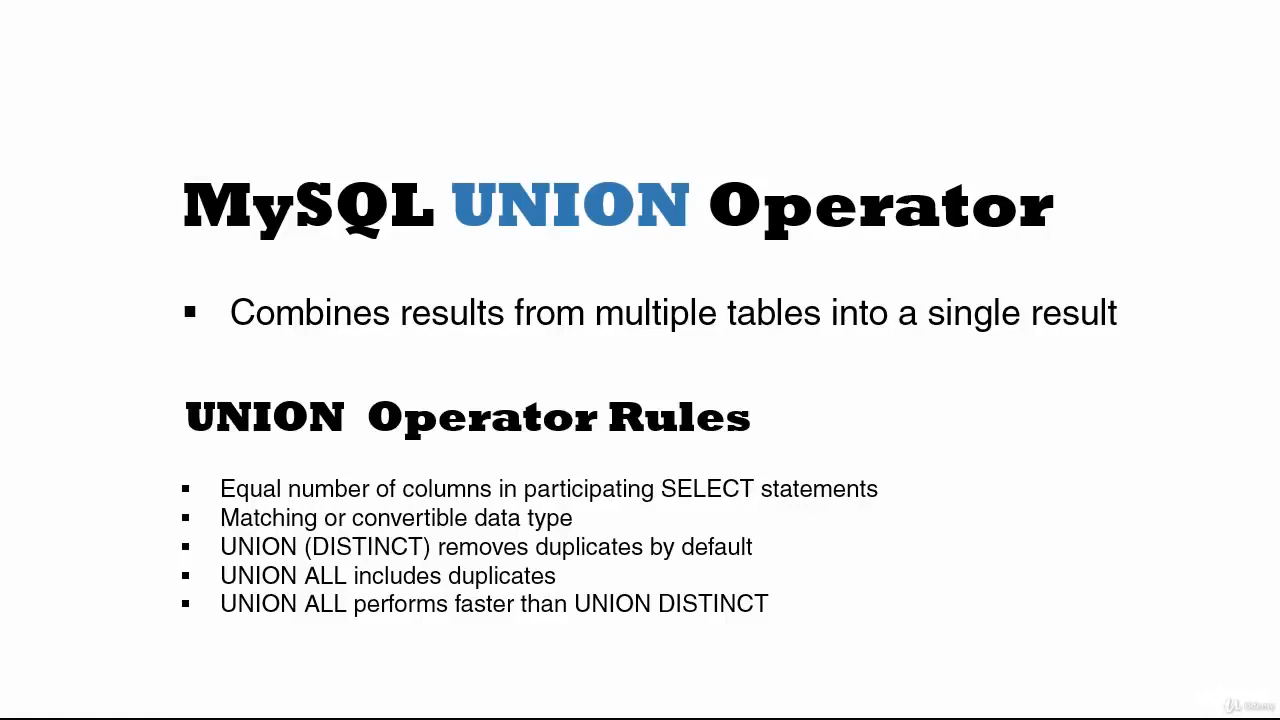 MySQL UNION Operator
▪ Combines results from multiple tables into a single result
UNION Operator Rules
▪ Equal number of columns in participating SELECT statements
▪ Matching or convertible data type
▪ UNION (DISTINCT) removes duplicates by default
▪ UNION ALL includes duplicates
▪ UNION ALL performs faster than UNION DISTINCT
Udemy